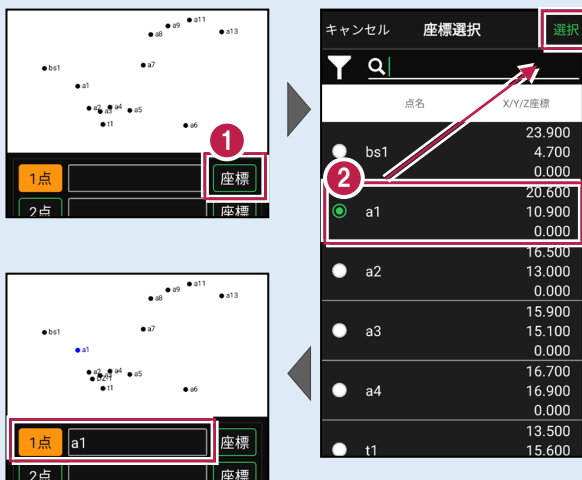 a11
a9
a8
a13
bs1
a7
a1
a2 a4
a3
a5
t1
a6
1
1点
座標
2点
座標
キャンセル 座標選択 選択
点名 X/Y/Z座標
23.900
bs1 4.700
0.000
2
20.600
a1 10.900
0.000
16.500
a2 13.000
0.000
15.900
a3 15.100
0.000
16.700
a4 16.900
0.000
13.500
t1 15.600
a11
a9
a8
a13
bs1
a7
a1
a2 a4
a5
t1
a6
1点 a1 座標
2点 座標